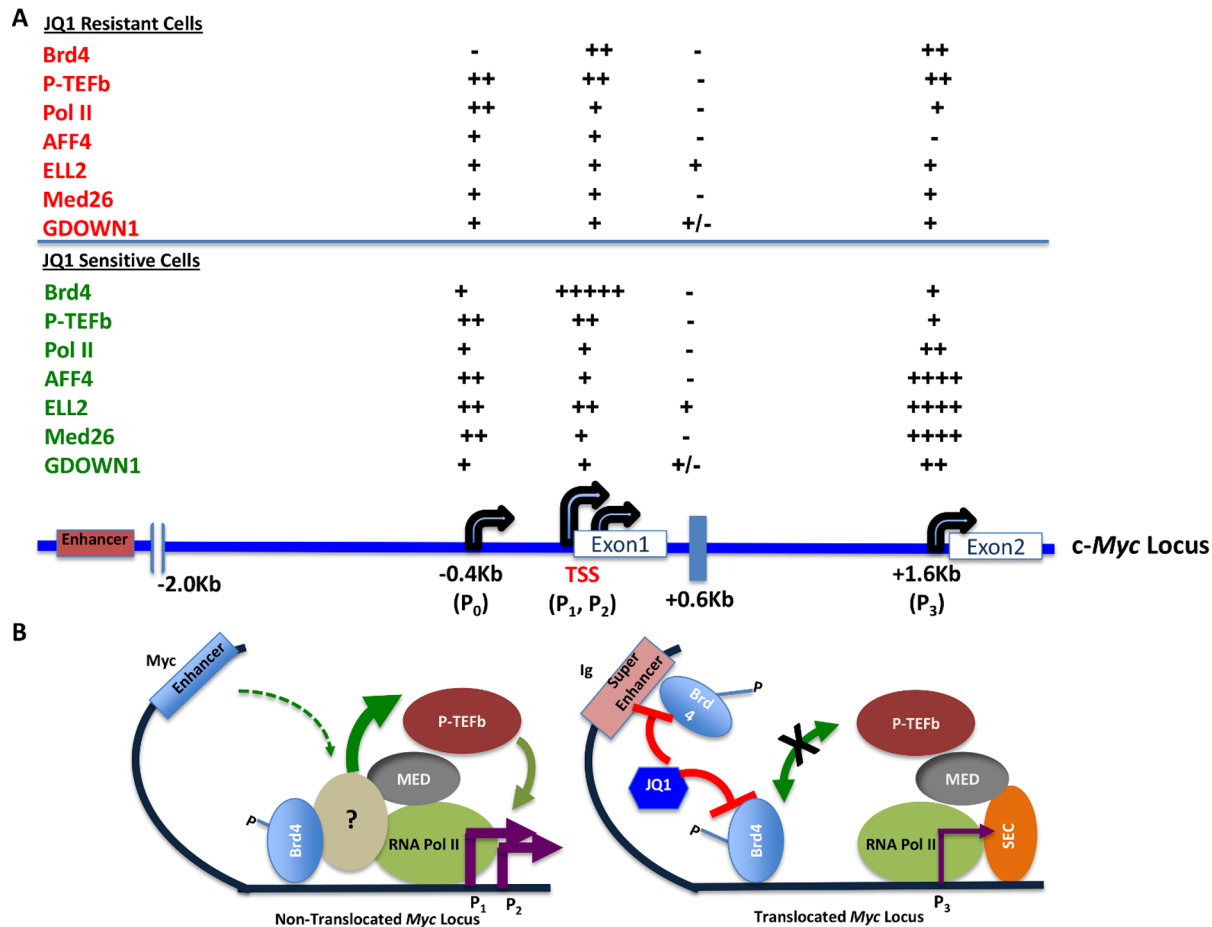 A
JQ1 Resistant Cells
Brd4 - ++ - ++
P-TEFb ++ ++ - ++
Pol II ++ + - +
AFF4 + + - -
ELL2 + + + +
Med26 + + - +
GDOWN1 + + +/- +
JQ1 Sensitive Cells
Brd4 + +++++ - +
P-TEFb ++ ++ - +
Pol II + + - ++
AFF4 ++ + - ++++
ELL2 ++ ++ + ++++
Med26 ++ + - ++++
GDOWN1 + + +/- ++
Enhancer Exon1 Exon2 c-Myc Locus
-2.0Kb -0.4Kb TSS +0.6Kb +1.6Kb
(P0) (P1, P2) (P3)
B
Myc
Enhancer
P-TEFb
MED
?
P
Brd4
RNA Pol II
P1 P2
Non-Translocated Myc Locus
Ig
Super
Enhancer
Brd
4
P
P-TEFb
JQ1
MED
P
Brd4
RNA Pol II
SEC
P3
Translocated Myc Locus